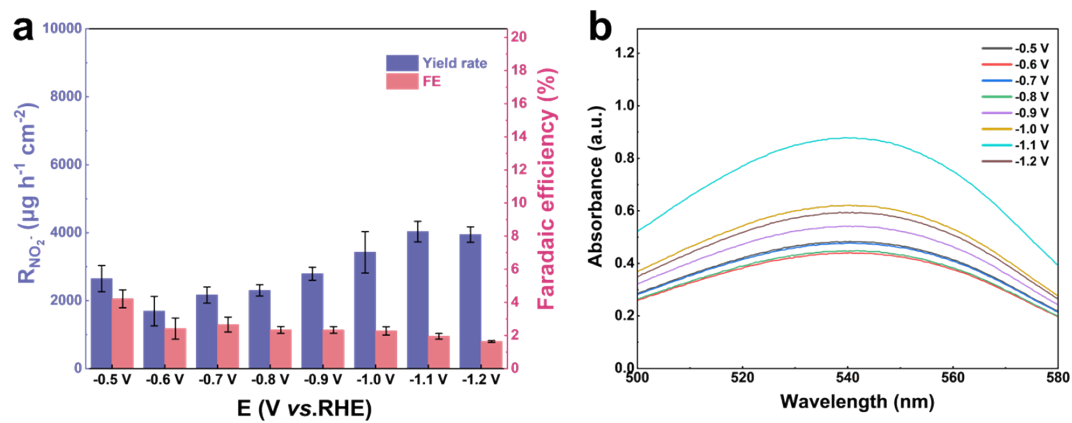 a
10000
8000
6000
4000
2000
0
R_NO₂⁻ (μg h⁻¹ cm⁻²)
Yield rate
FE
20
18
16
14
12
10
8
6
4
2
0
Faradaic efficiency (%)
-0.5 V -0.6 V -0.7 V -0.8 V -0.9 V -1.0 V -1.1 V -1.2 V
E (V vs.RHE)
b
1.2
1.0
0.8
0.6
0.4
0.2
0.0
Absorbance (a.u.)
-0.5 V
-0.6 V
-0.7 V
-0.8 V
-0.9 V
-1.0 V
-1.1 V
-1.2 V
500 520 540 560 580
Wavelength (nm)